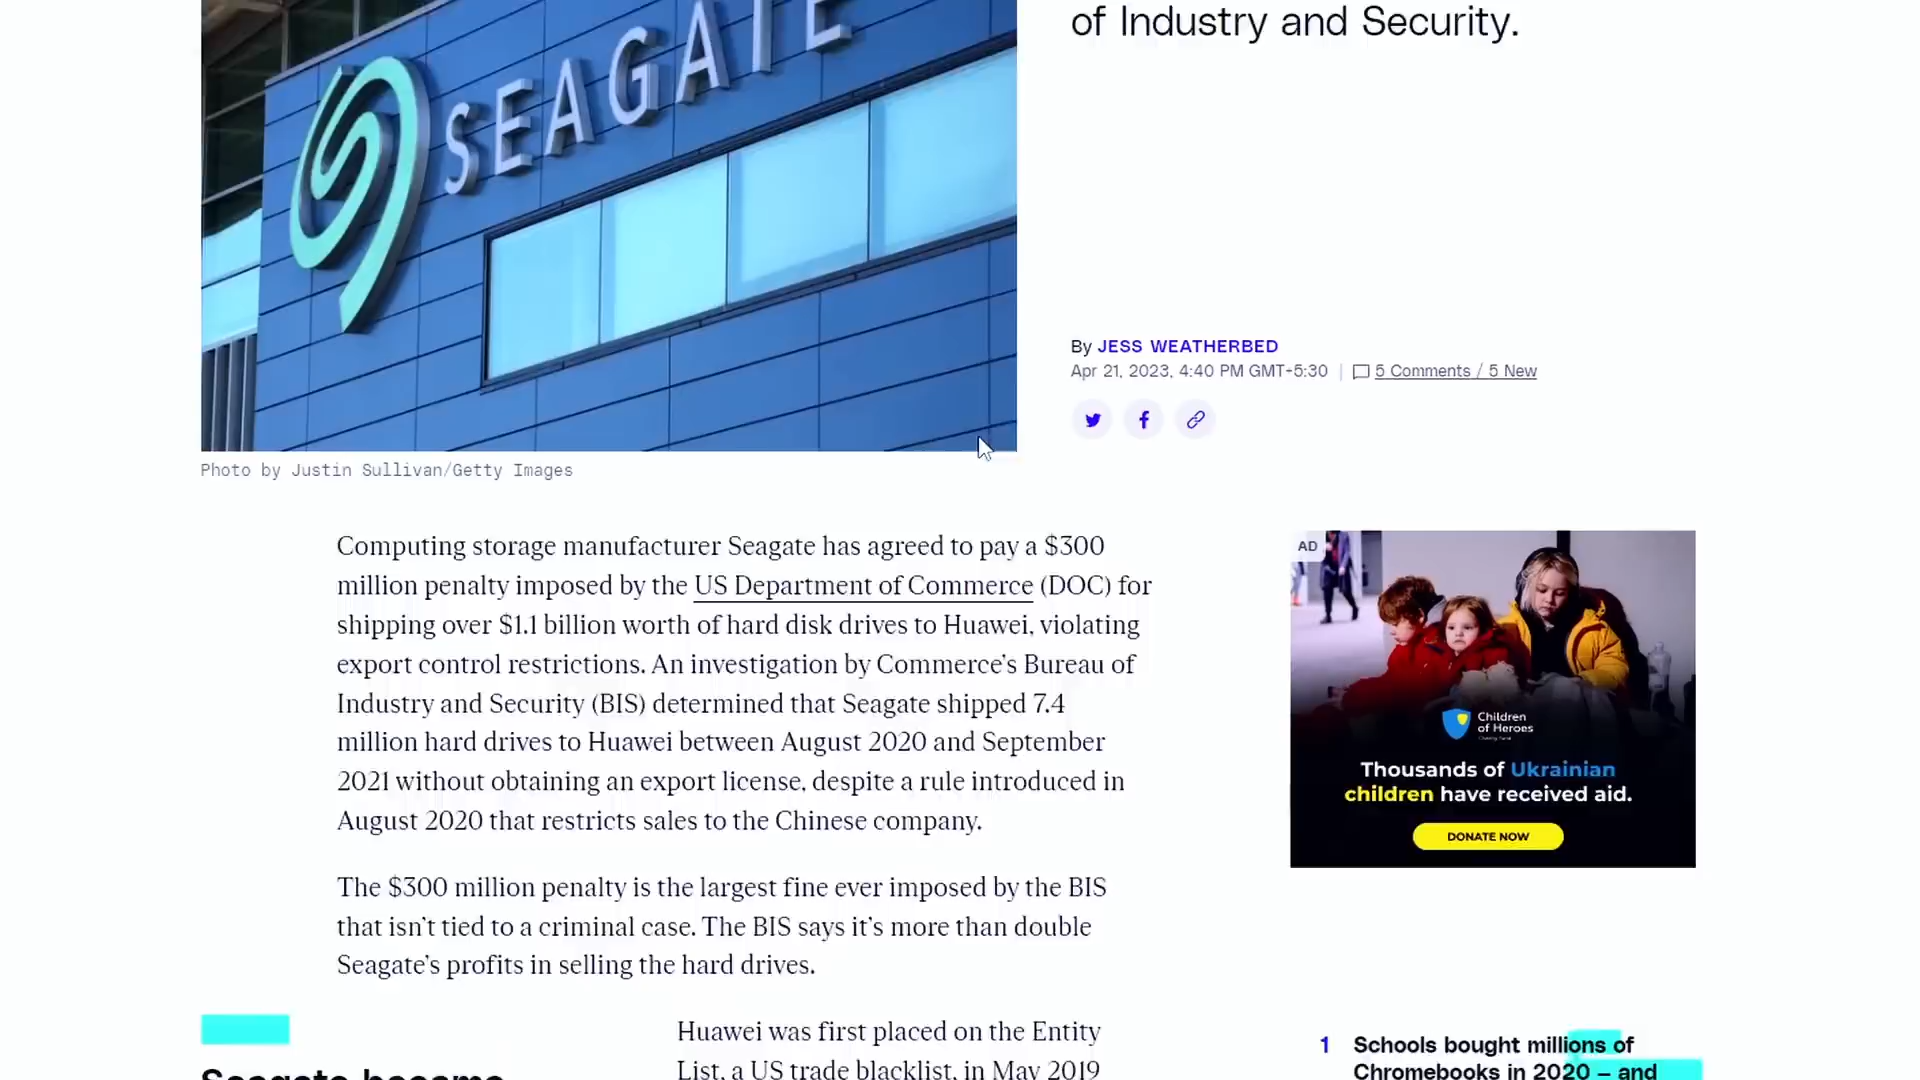 SEAGATE
of Industry and Security.
By JESS WEATHERBED
Apr 21, 2023, 4:40 PM GMT+5:30 | 5 Comments / 5 New
Photo by Justin Sullivan/Getty Images
Computing storage manufacturer Seagate has agreed to pay a $300
million penalty imposed by the US Department of Commerce (DOC) for
shipping over $1.1 billion worth of hard disk drives to Huawei, violating
export control restrictions. An investigation by Commerce’s Bureau of
Industry and Security (BIS) determined that Seagate shipped 7.4
million hard drives to Huawei between August 2020 and September
2021 without obtaining an export license, despite a rule introduced in
August 2020 that restricts sales to the Chinese company.
The $300 million penalty is the largest fine ever imposed by the BIS
that isn’t tied to a criminal case. The BIS says it’s more than double
Seagate’s profits in selling the hard drives.
Huawei was first placed on the Entity
List, a US trade blacklist, in May 2019
Seagate became
AD
Children
of Heroes
Charity Fund
Thousands of Ukrainian
children have received aid.
DONATE NOW
1 Schools bought millions of
Chromebooks in 2020 – and